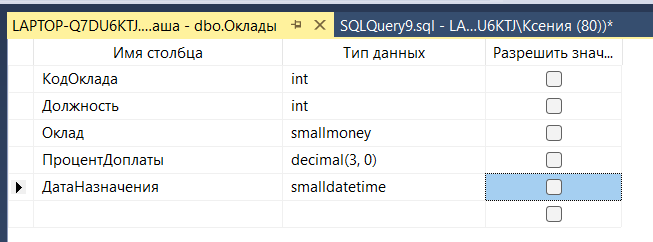 LAPTOP-Q7DU6KTJ....аша - dbo.Оклады SQLQuery9.sql - LA...U6KTJ\Ксения (80))*
Имя столбца Тип данных Разрешить знач...
КодОклада int
Должность int
Оклад smallmoney
ПроцентДоплаты decimal(3, 0)
ДатаНазначения smalldatetime